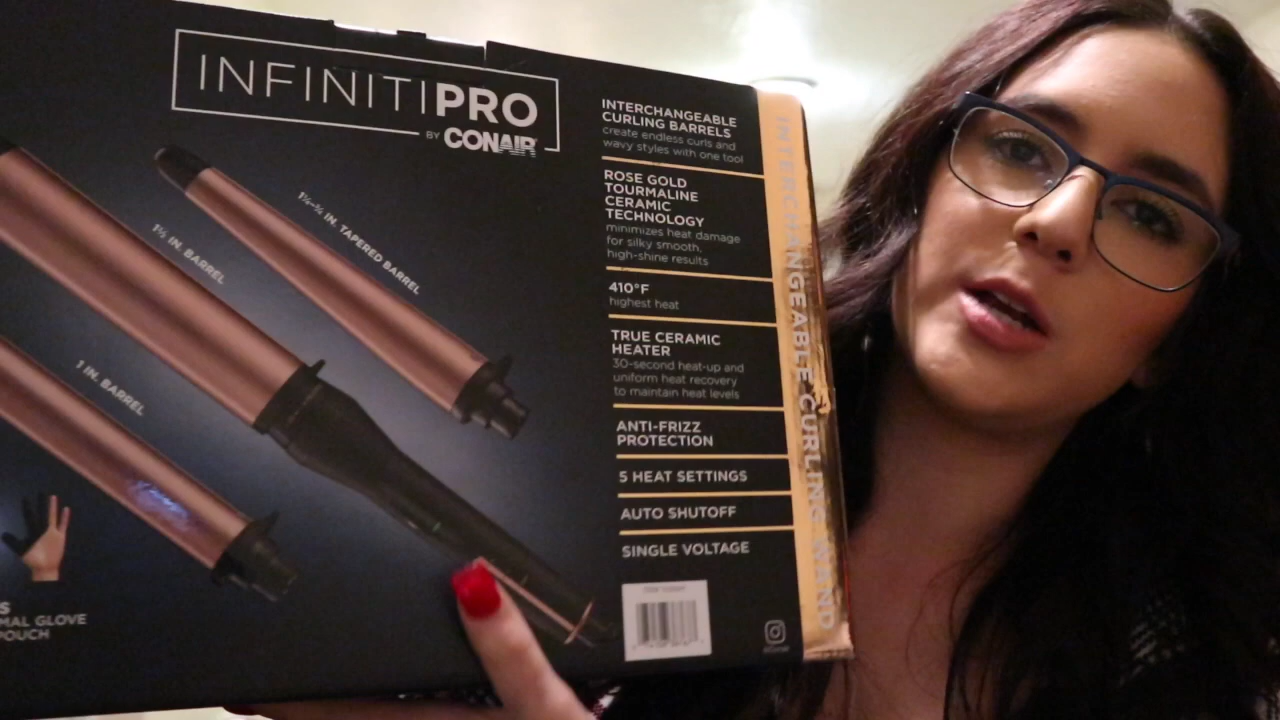 INFINITIPRO
BY CONAIR
1¼-¾ IN. TAPERED BARREL
1½ IN. BARREL
1 IN. BARREL
S
MAL GLOVE
POUCH
INTERCHANGEABLE
CURLING BARRELS
create endless curls and
wavy styles with one tool
ROSE GOLD
TOURMALINE
CERAMIC
TECHNOLOGY
minimizes heat damage
for silky smooth,
high-shine results
410°F
highest heat
TRUE CERAMIC
HEATER
30-second heat-up and
uniform heat recovery
to maintain heat levels
ANTI-FRIZZ
PROTECTION
5 HEAT SETTINGS
AUTO SHUTOFF
SINGLE VOLTAGE
INTERCHANGEABLE CURLING WAND